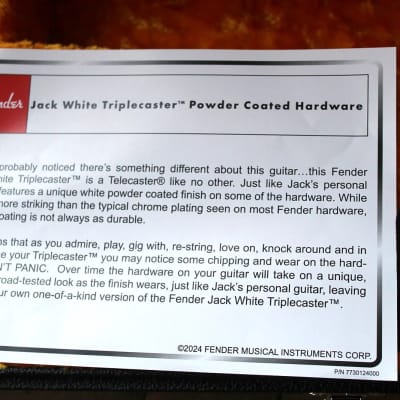 nder Jack White Triplecaster™ Powder Coated Hardware
probably noticed there's something different about this guitar…this Fender
ite Triplecaster™ is a Telecaster® like no other. Just like Jack's personal
features a unique white powder coated finish on some of the hardware. While
ore striking than the typical chrome plating seen on most Fender hardware,
oating is not always as durable.
s that as you admire, play, gig with, re-string, love on, knock around and in
e your Triplecaster™ you may notice some chipping and wear on the hard-
N'T PANIC. Over time the hardware on your guitar will take on a unique,
road-tested look as the finish wears, just like Jack's personal guitar, leaving
ur own one-of-a-kind version of the Fender Jack White Triplecaster™.
©2024 FENDER MUSICAL INSTRUMENTS CORP.
P/N 7730124000